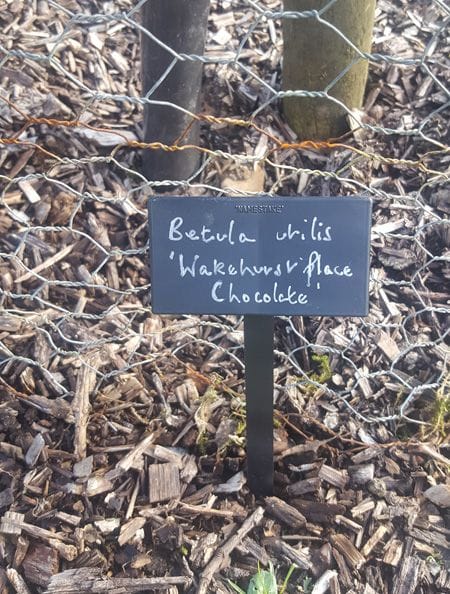 "NAMESTAKE"
Betula utilis
'Wakehurst place
Chocolate'